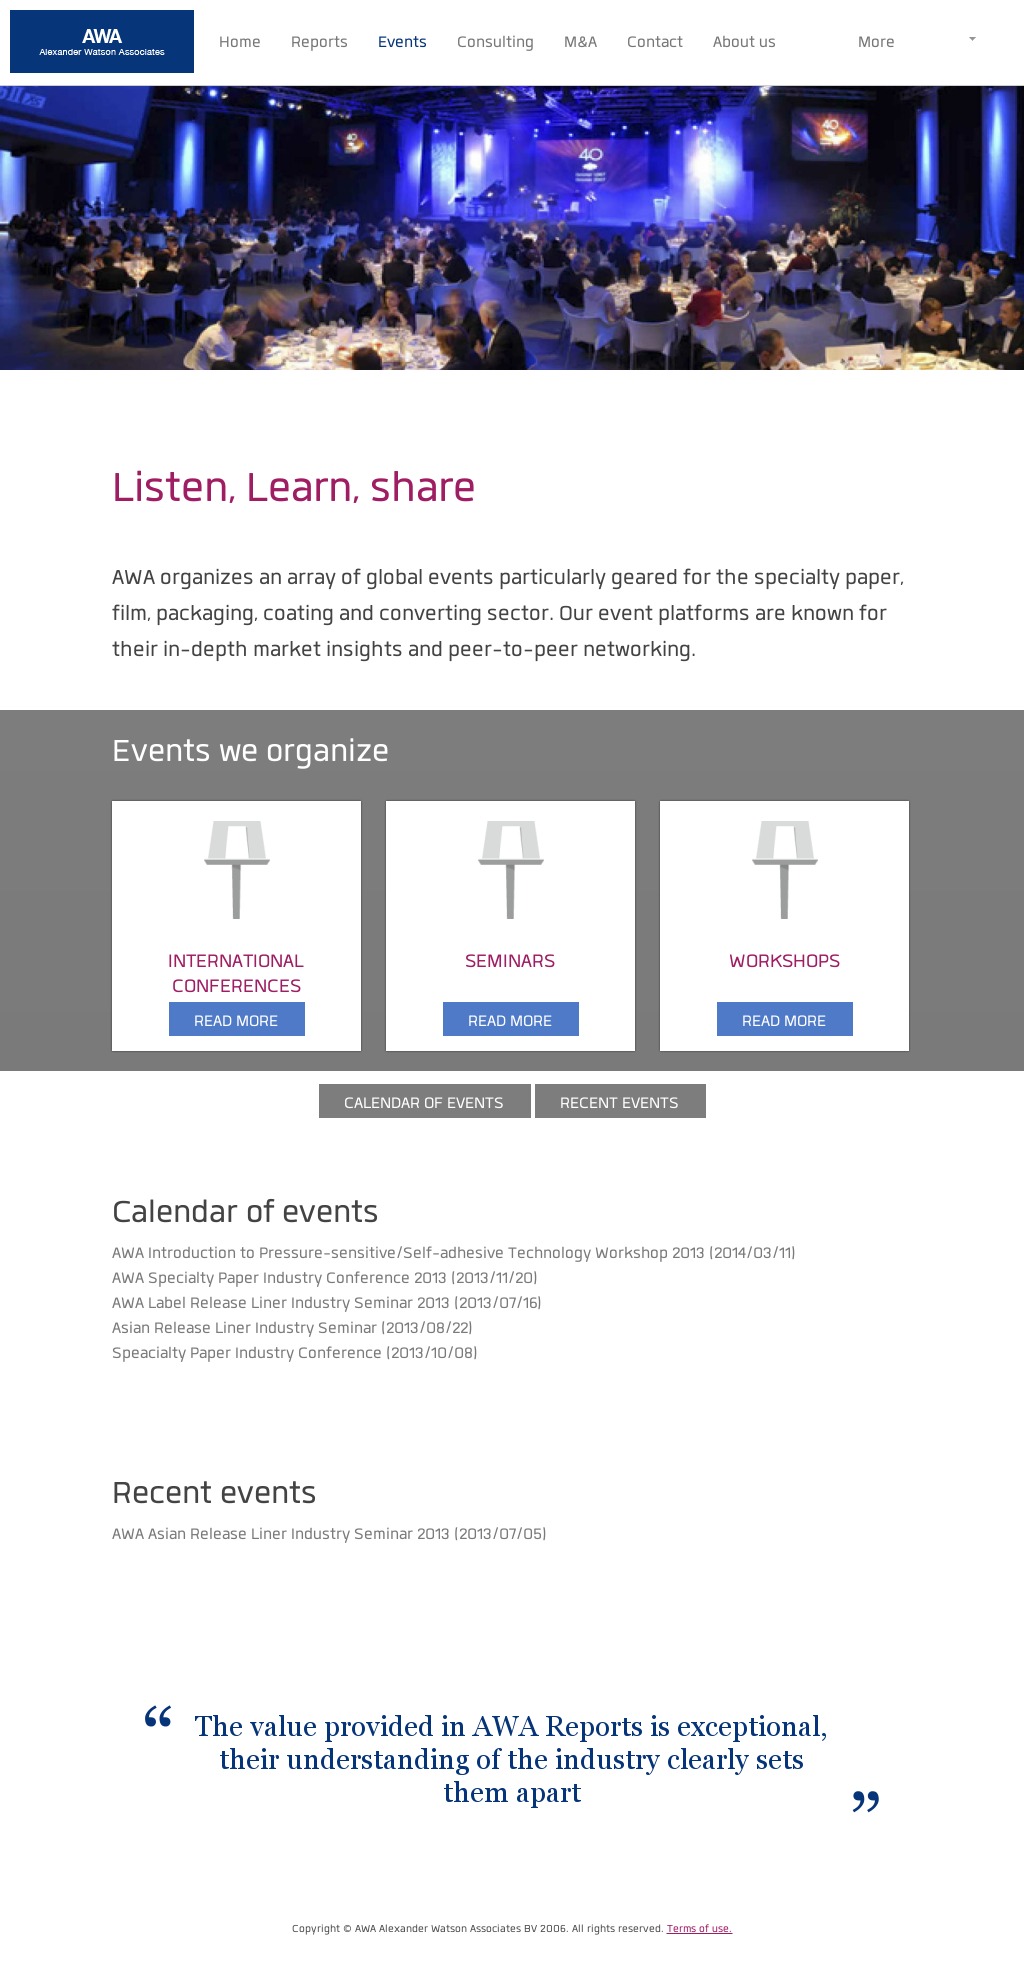 AWA
Alexander Watson Associates
Home Reports Events Consulting M&A Contact About us More
40
40
40
Listen, Learn, share
AWA organizes an array of global events particularly geared for the specialty paper,
film, packaging, coating and converting sector. Our event platforms are known for
their in-depth market insights and peer-to-peer networking.
Events we organize
INTERNATIONAL
CONFERENCES
READ MORE
SEMINARS
READ MORE
WORKSHOPS
READ MORE
CALENDAR OF EVENTS RECENT EVENTS
Calendar of events
AWA Introduction to Pressure-sensitive/Self-adhesive Technology Workshop 2013 (2014/03/11)
AWA Specialty Paper Industry Conference 2013 (2013/11/20)
AWA Label Release Liner Industry Seminar 2013 (2013/07/16)
Asian Release Liner Industry Seminar (2013/08/22)
Speacialty Paper Industry Conference (2013/10/08)
Recent events
AWA Asian Release Liner Industry Seminar 2013 (2013/07/05)
“ The value provided in AWA Reports is exceptional,
their understanding of the industry clearly sets
them apart ”
Copyright © AWA Alexander Watson Associates BV 2006. All rights reserved. Terms of use.